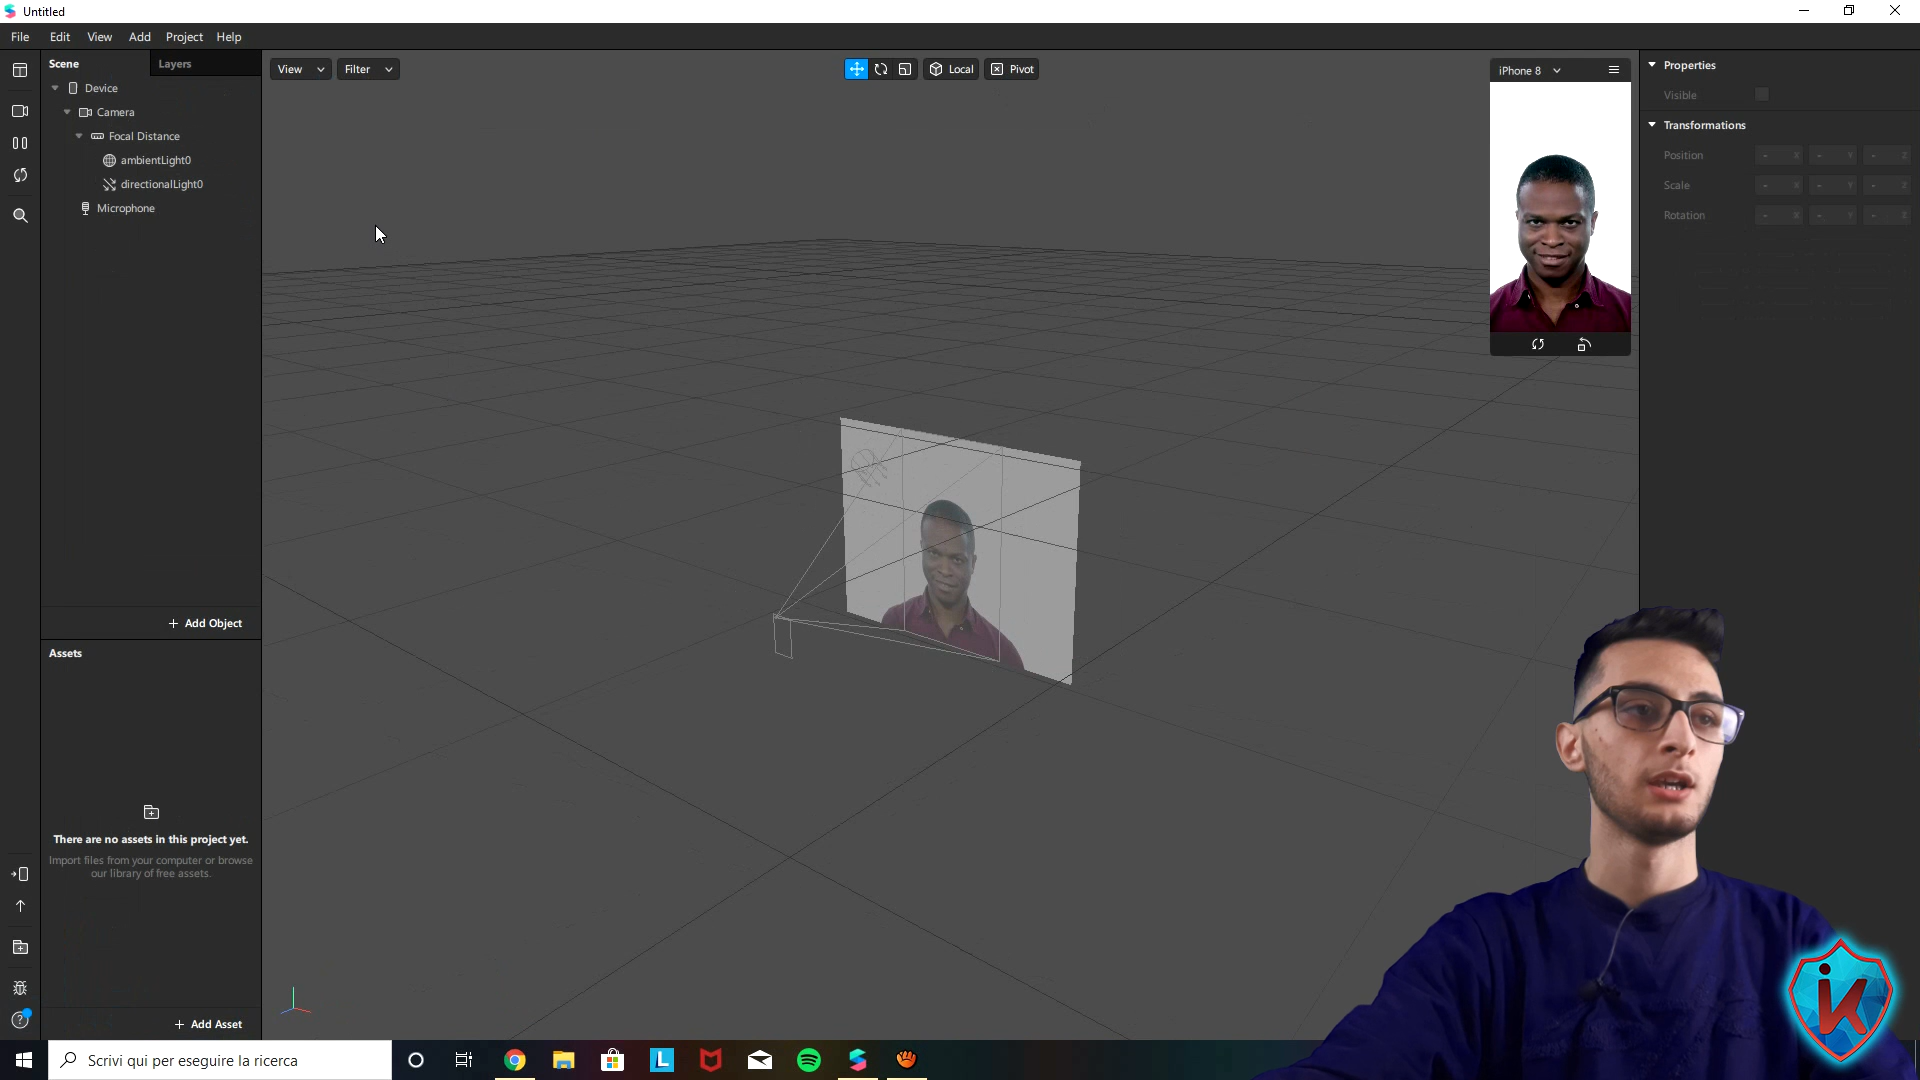 Untitled
File Edit View Add Project Help
Scene
Layers
View
Filter
Local
Pivot
iPhone 8
Properties
Device
Visible
Camera
Transformations
Focal Distance
Position - X - Y - Z
ambientLight0
Scale - X - Y - Z
directionalLight0
Rotation - X - Y - Z
Microphone
+ Add Object
Assets
There are no assets in this project yet.
Import files from your computer or browse
our library of free assets.
+ Add Asset
iK
Scrivi qui per eseguire la ricerca
L